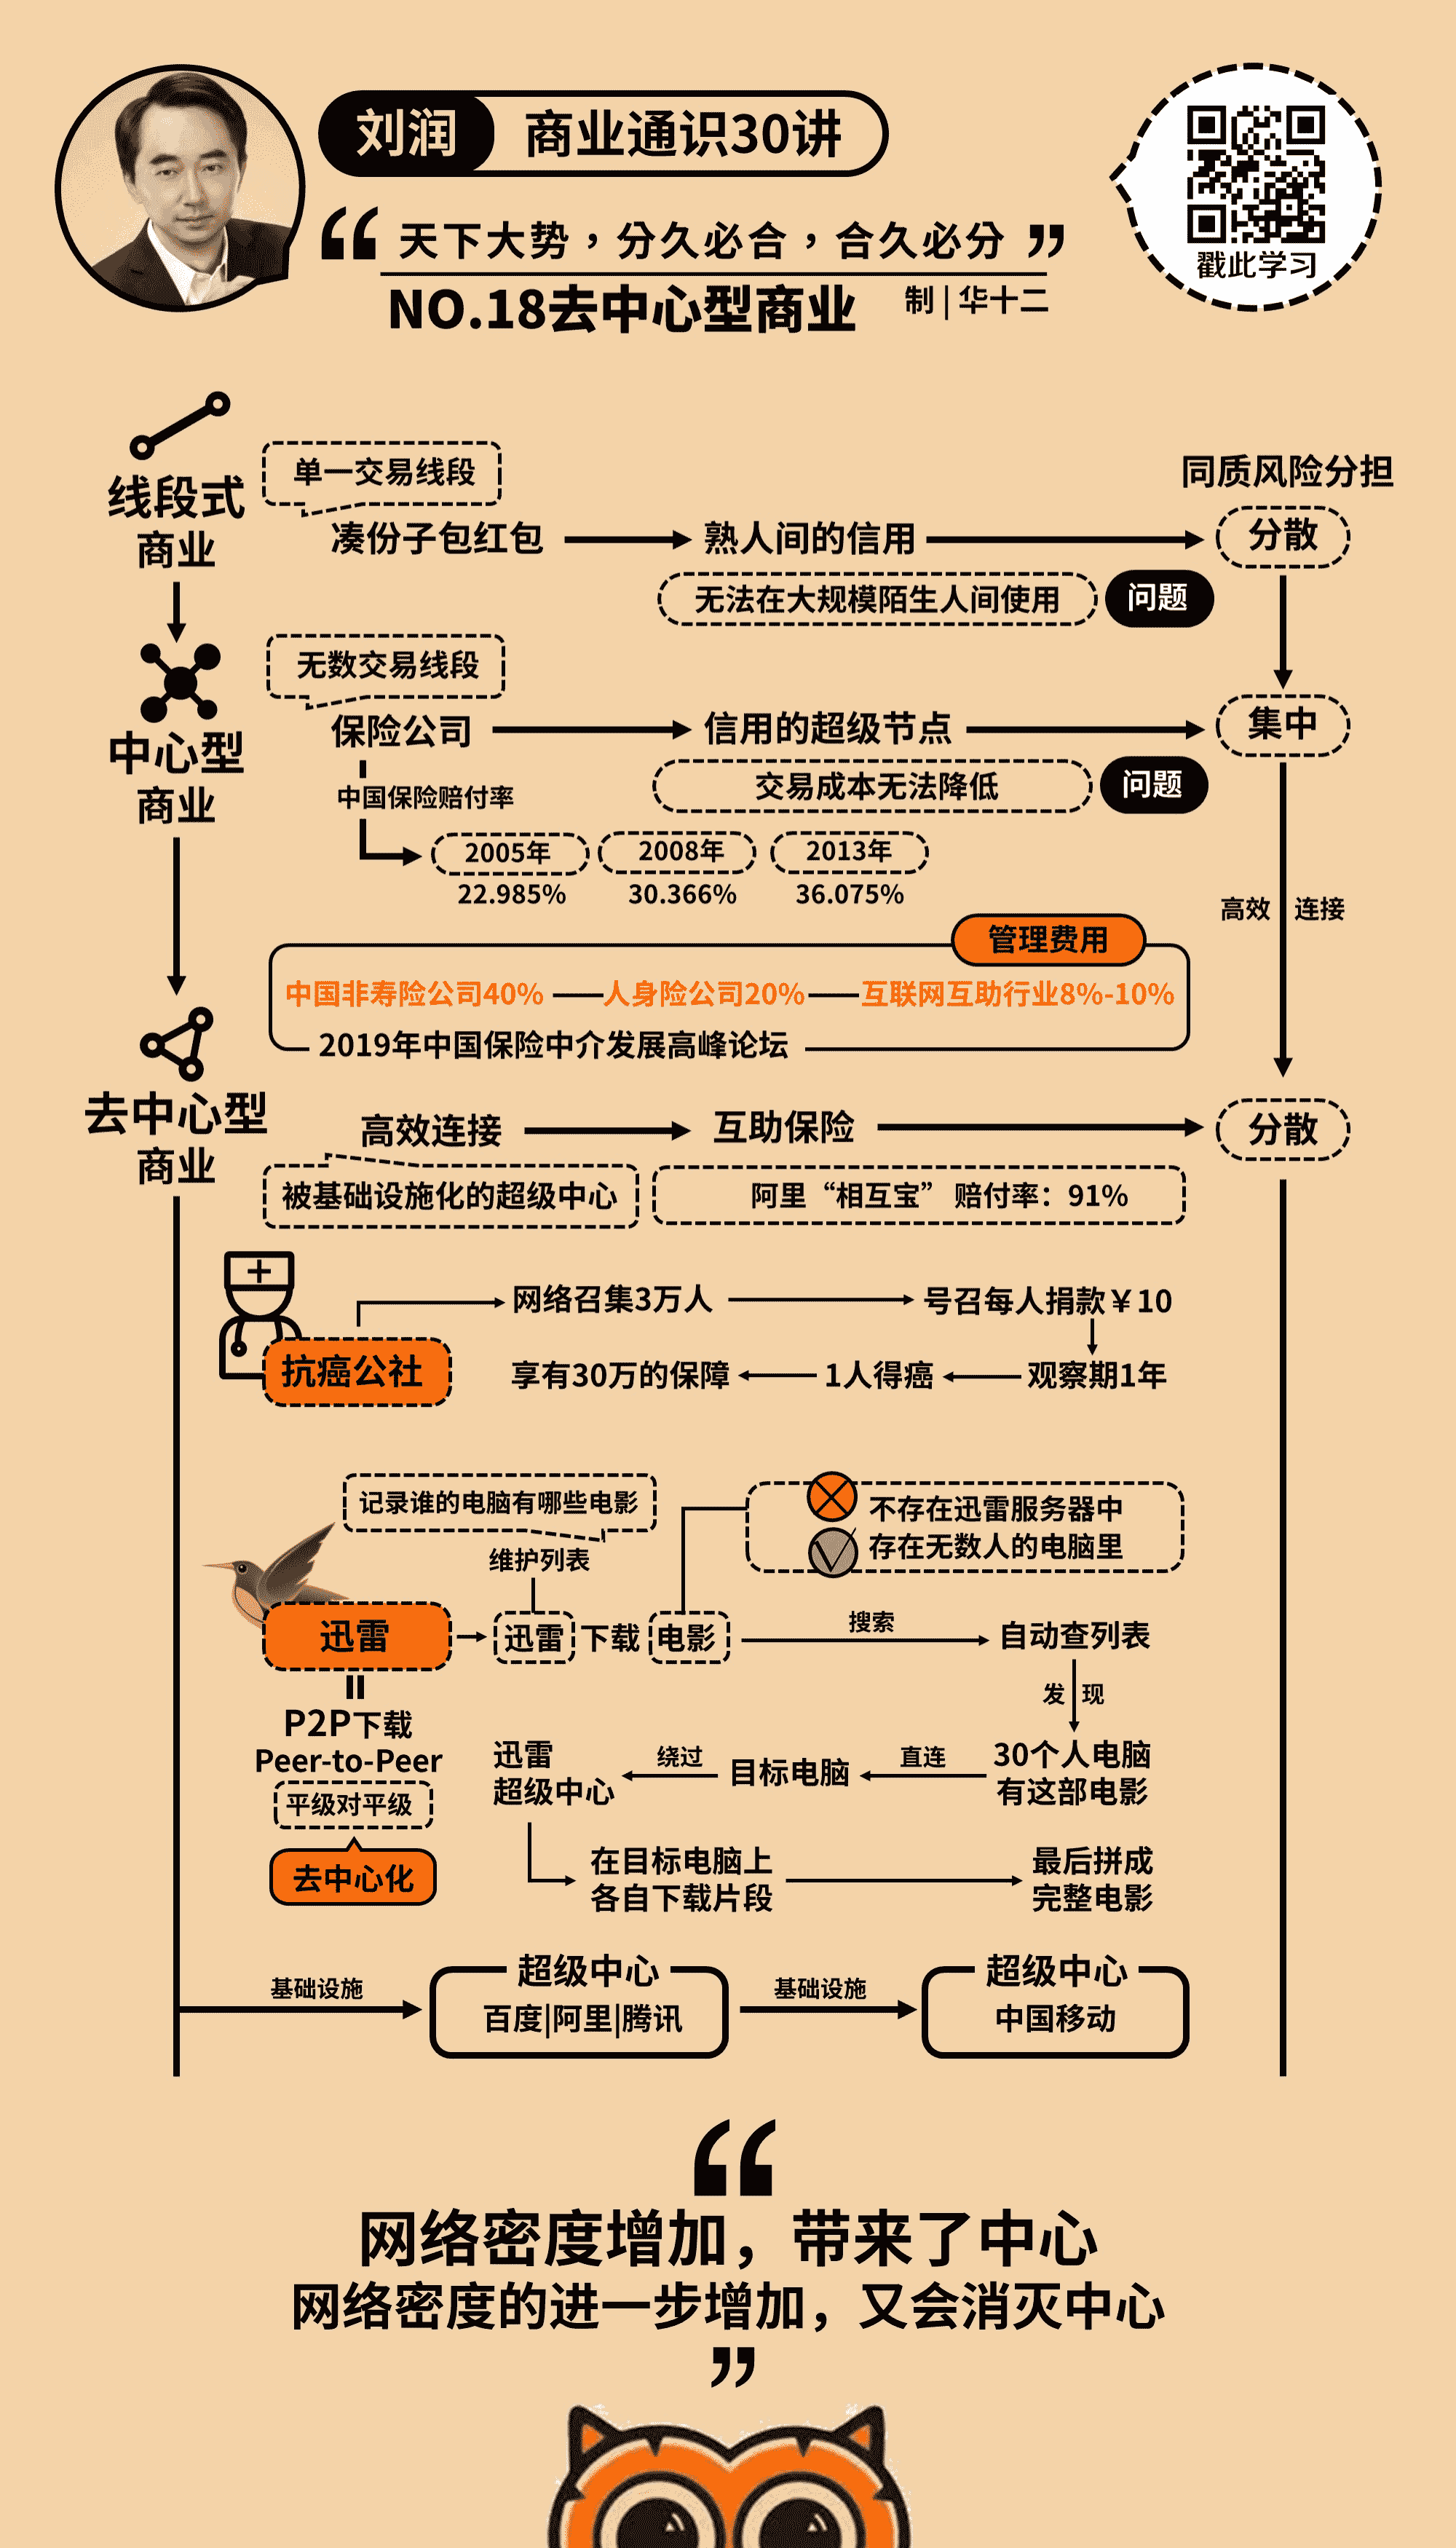 刘润 商业通识30讲
“天下大势，分久必合，合久必分”
NO.18去中心型商业
制|华十二
戳此学习
线段式
商业
单一交易线段
凑份子包红包
熟人间的信用
同质风险分担
分散
无法在大规模陌生人间使用
问题
中心型
商业
无数交易线段
保险公司
信用的超级节点
集中
交易成本无法降低
问题
中国保险赔付率
2005年
2008年
2013年
22.985%
30.366%
36.075%
高效 连接
管理费用
中国非寿险公司40%——人身险公司20%——互联网互助行业8%-10%
2019年中国保险中介发展高峰论坛
去中心型
商业
高效连接
互助保险
分散
被基础设施化的超级中心
阿里“相互宝” 赔付率：91%
抗癌公社
网络召集3万人
号召每人捐款￥10
享有30万的保障
1人得癌
观察期1年
记录谁的电脑有哪些电影
维护列表
不存在迅雷服务器中
存在无数人的电脑里
迅雷
迅雷 下载 电影
搜索
自动查列表
发 现
P2P下载
Peer-to-Peer
平级对平级
去中心化
迅雷
超级中心
绕过
目标电脑
直连
30个人电脑
有这部电影
在目标电脑上
各自下载片段
最后拼成
完整电影
基础设施
超级中心
百度|阿里|腾讯
基础设施
超级中心
中国移动
“
网络密度增加，带来了中心
网络密度的进一步增加，又会消灭中心
”